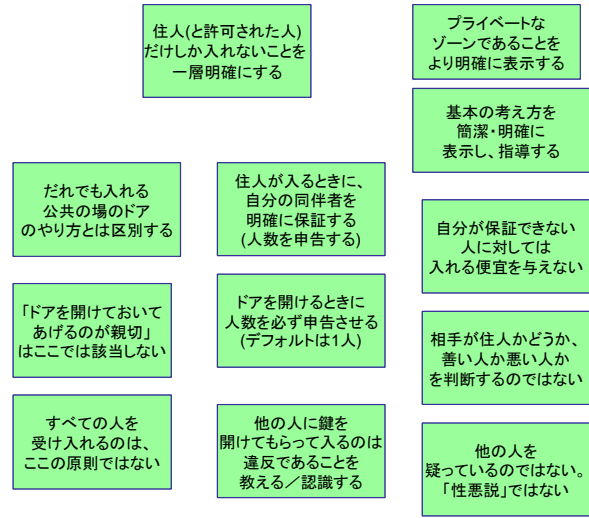 住人(と許可された人)
だけしか入れないことを
一層明確にする
プライベートな
ゾーンであることを
より明確に表示する
基本の考え方を
簡潔・明確に
表示し、指導する
だれでも入れる
公共の場のドア
のやり方とは区別する
住人が入るときに、
自分の同伴者を
明確に保証する
(人数を申告する)
自分が保証できない
人に対しては
入れる便宜を与えない
「ドアを開けておいて
あげるのが親切」
はここでは該当しない
ドアを開けるときに
人数を必ず申告させる
(デフォルトは1人)
相手が住人かどうか、
善い人か悪い人か
を判断するのではない
すべての人を
受け入れるのは、
ここの原則ではない
他の人に鍵を
開けてもらって入るのは
違反であることを
教える／認識する
他の人を
疑っているのではない。
「性悪説」ではない